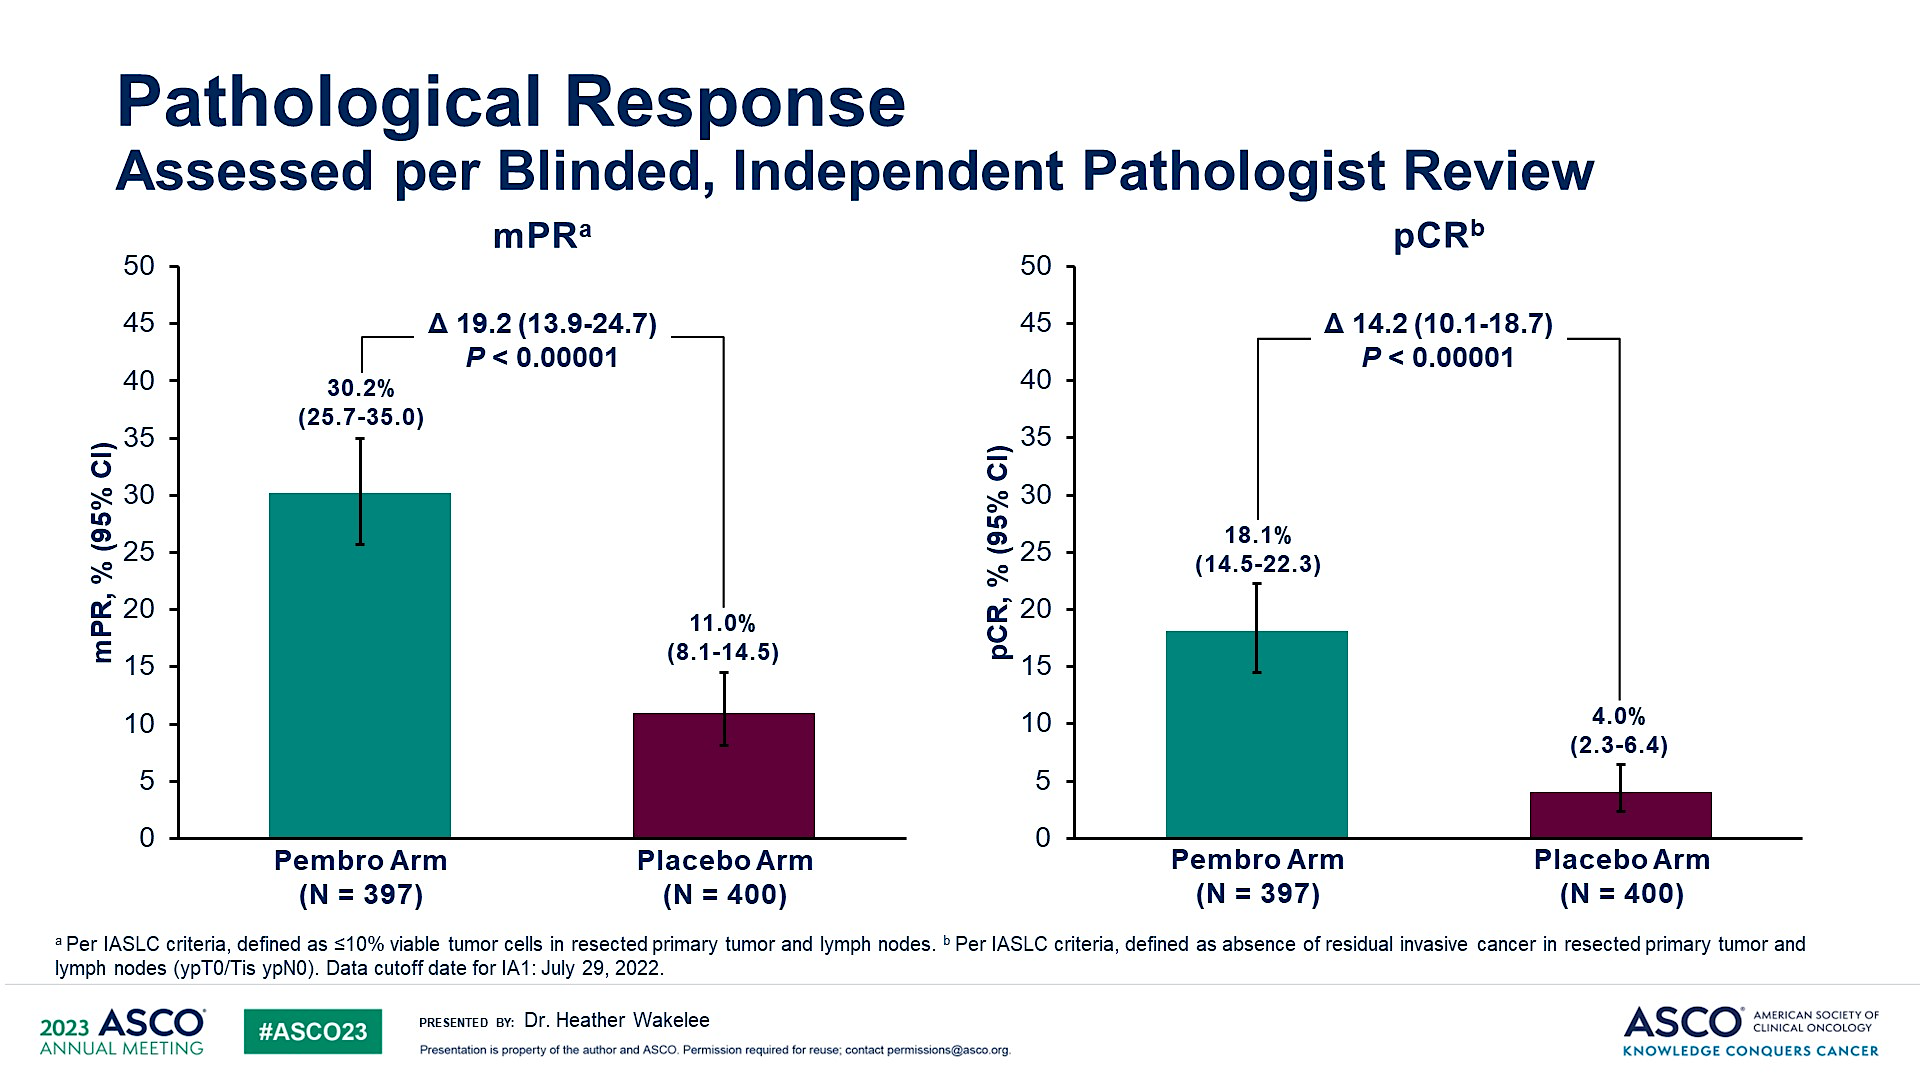 Pathological Response
Assessed per Blinded, Independent Pathologist Review
mPRᵃ
mPR, % (95% CI)
50
45
40
35
30
25
20
15
10
5
0
Δ 19.2 (13.9-24.7)
P < 0.00001
30.2%
(25.7-35.0)
11.0%
(8.1-14.5)
Pembro Arm
(N = 397)
Placebo Arm
(N = 400)
pCRᵇ
pCR, % (95% CI)
50
45
40
35
30
25
20
15
10
5
0
Δ 14.2 (10.1-18.7)
P < 0.00001
18.1%
(14.5-22.3)
4.0%
(2.3-6.4)
Pembro Arm
(N = 397)
Placebo Arm
(N = 400)
ᵃ Per IASLC criteria, defined as ≤10% viable tumor cells in resected primary tumor and lymph nodes. ᵇ Per IASLC criteria, defined as absence of residual invasive cancer in resected primary tumor and
lymph nodes (ypT0/Tis ypN0). Data cutoff date for IA1: July 29, 2022.
2023 ASCO
ANNUAL MEETING
#ASCO23
PRESENTED BY: Dr. Heather Wakelee
Presentation is property of the author and ASCO. Permission required for reuse; contact permissions@asco.org.
ASCO AMERICAN SOCIETY OF
CLINICAL ONCOLOGY
KNOWLEDGE CONQUERS CANCER